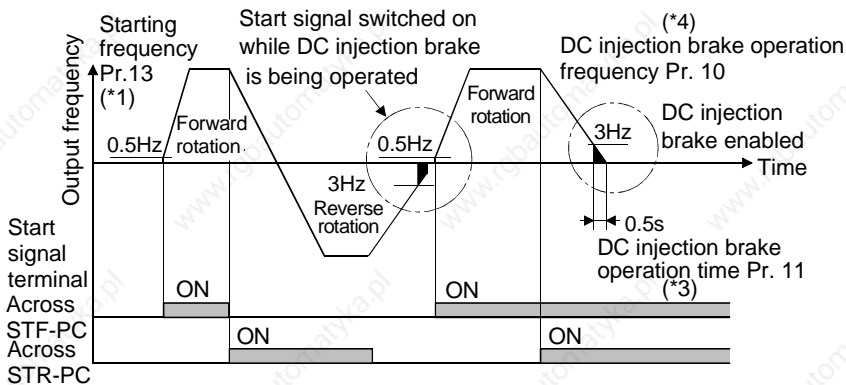 Starting
frequency
Pr.13
(*1)
Start signal switched on
while DC injection brake
is being operated
(*4)
DC injection brake operation
frequency Pr. 10
Output frequency
0.5Hz
Forward
rotation
0.5Hz
Forward
rotation
3Hz
DC injection
brake enabled
Time
3Hz
Reverse
rotation
0.5s
DC injection brake
operation time Pr. 11
(*3)
Start
signal
terminal
Across
STF-PC
ON
ON
Across
STR-PC
ON
ON
www.rgbautomatyka.pl